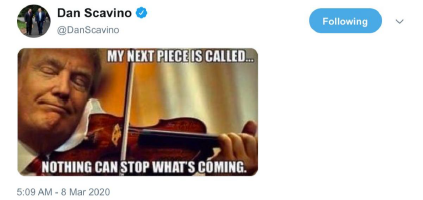 Dan Scavino
@DanScavino
Following
MY NEXT PIECE IS CALLED...
NOTHING CAN STOP WHAT'S COMING.
5:09 AM - 8 Mar 2020